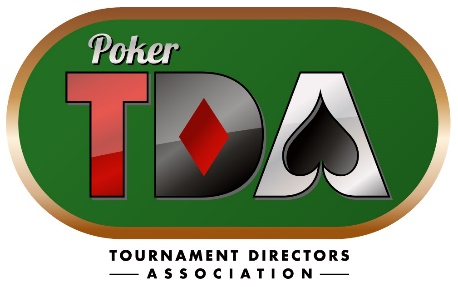 Poker
TDA
TOURNAMENT DIRECTORS
ASSOCIATION